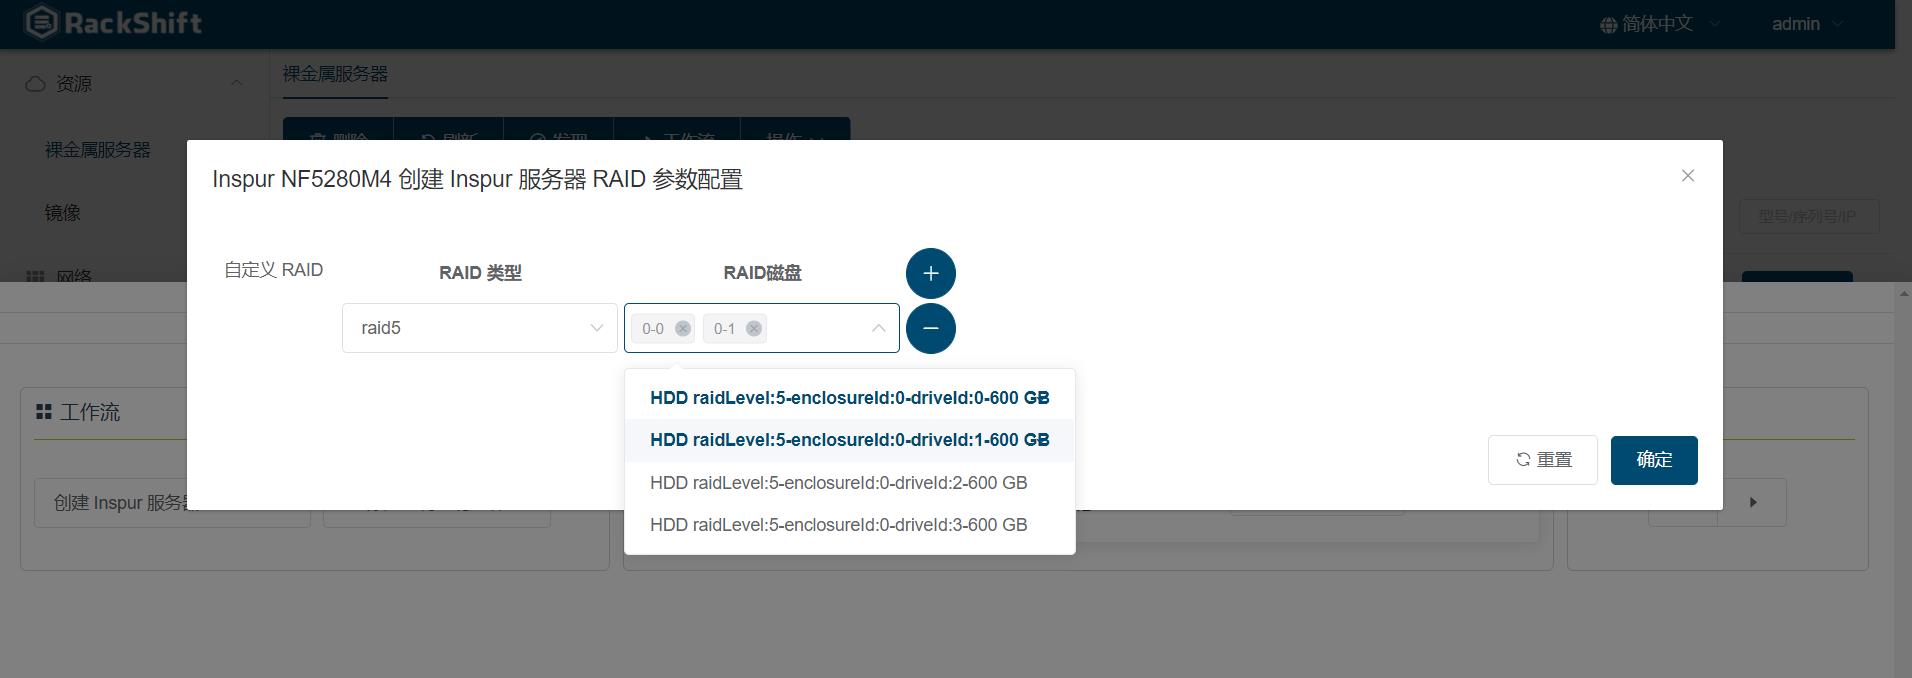 RackShift
简体中文
admin
资源
裸金属服务器
裸金属服务器
删除
刷新
发现
工作流
操作
镜像
型号/序列号/IP
网络
Inspur NF5280M4 创建 Inspur 服务器 RAID 参数配置
自定义 RAID
RAID 类型
RAID磁盘
raid5
0-0
0-1
HDD raidLevel:5-enclosureId:0-driveId:0-600 GB
HDD raidLevel:5-enclosureId:0-driveId:1-600 GB
HDD raidLevel:5-enclosureId:0-driveId:2-600 GB
HDD raidLevel:5-enclosureId:0-driveId:3-600 GB
重置
确定
工作流
创建 Inspur 服务器